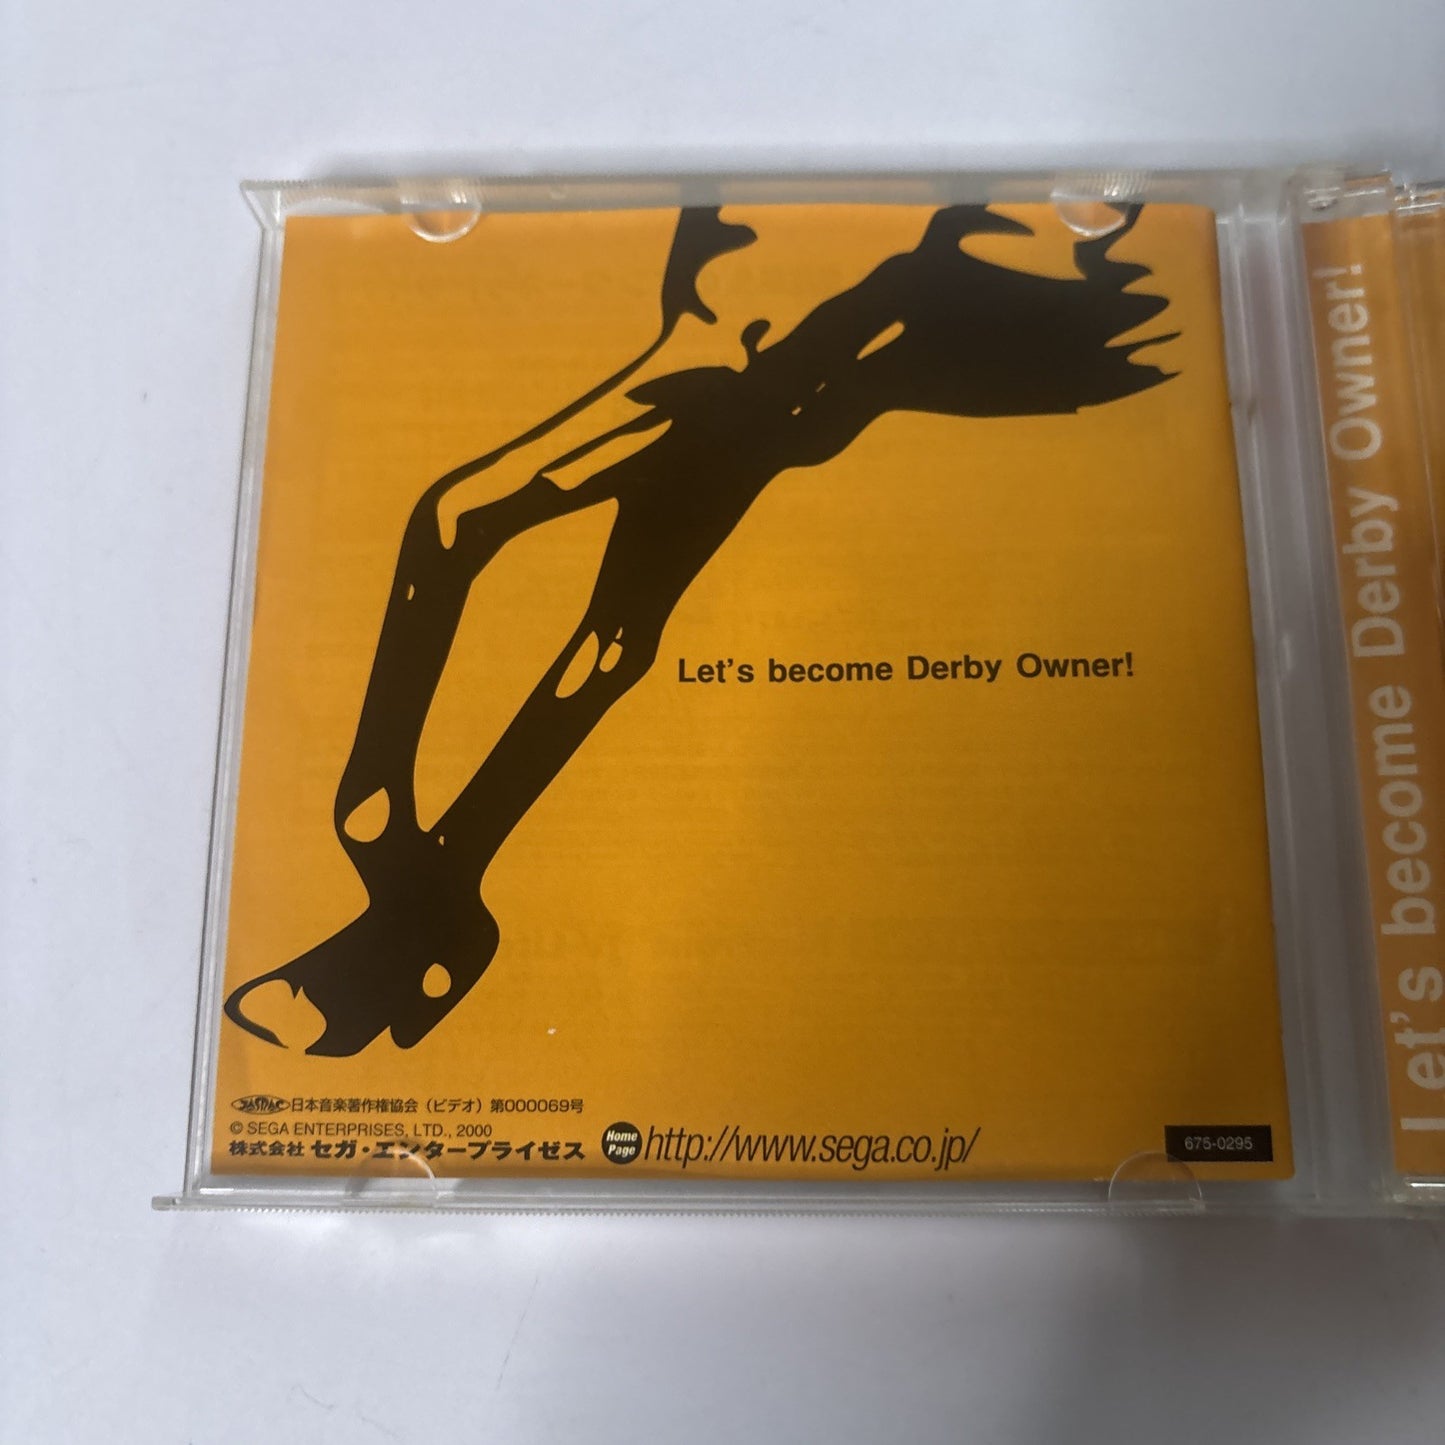 Let's become Derby Owner!
JASRAC 日本音楽著作権協会（ビデオ）第000069号
© SEGA ENTERPRISES, LTD., 2000
株式会社 セガ・エンタープライゼス
Home
Page
http://www.sega.co.jp/
675-0295
Let's become Derby Owner!